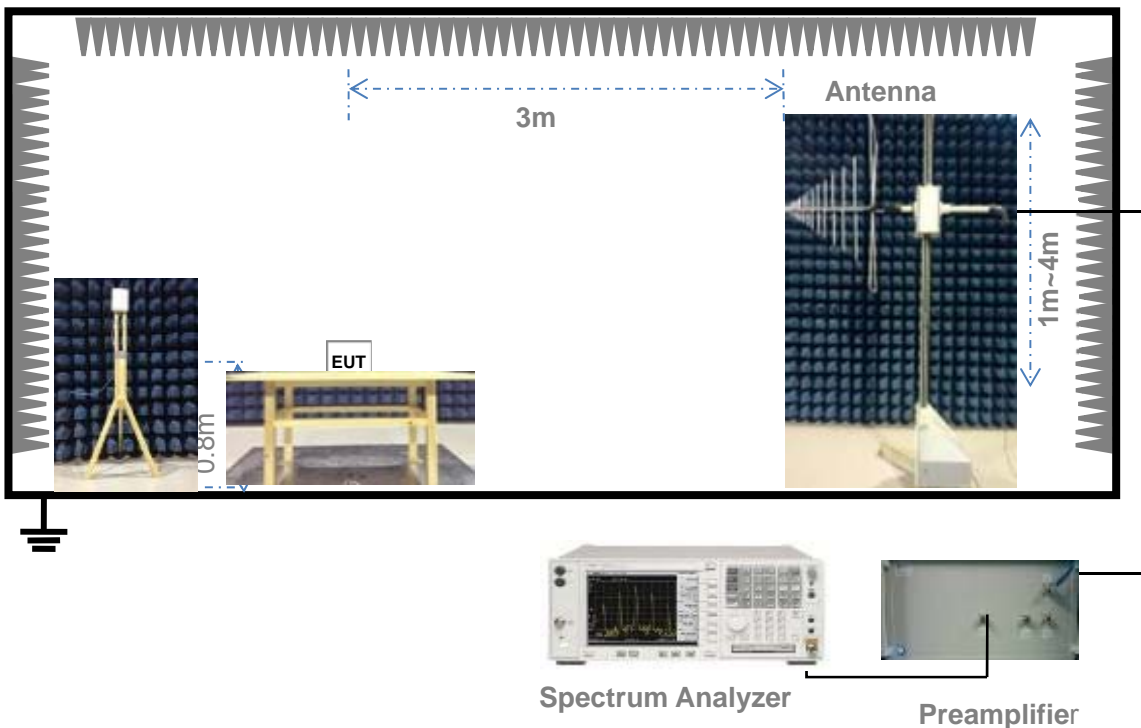 Antenna
3m
1m~4m
EUT
0.8m
Spectrum Analyzer
Preamplifier